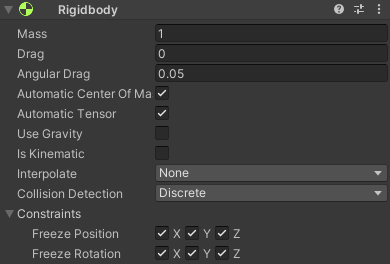 Rigidbody
Mass 1
Drag 0
Angular Drag 0.05
Automatic Center Of Ma
Automatic Tensor
Use Gravity
Is Kinematic
Interpolate None
Collision Detection Discrete
Constraints
Freeze Position X Y Z
Freeze Rotation X Y Z